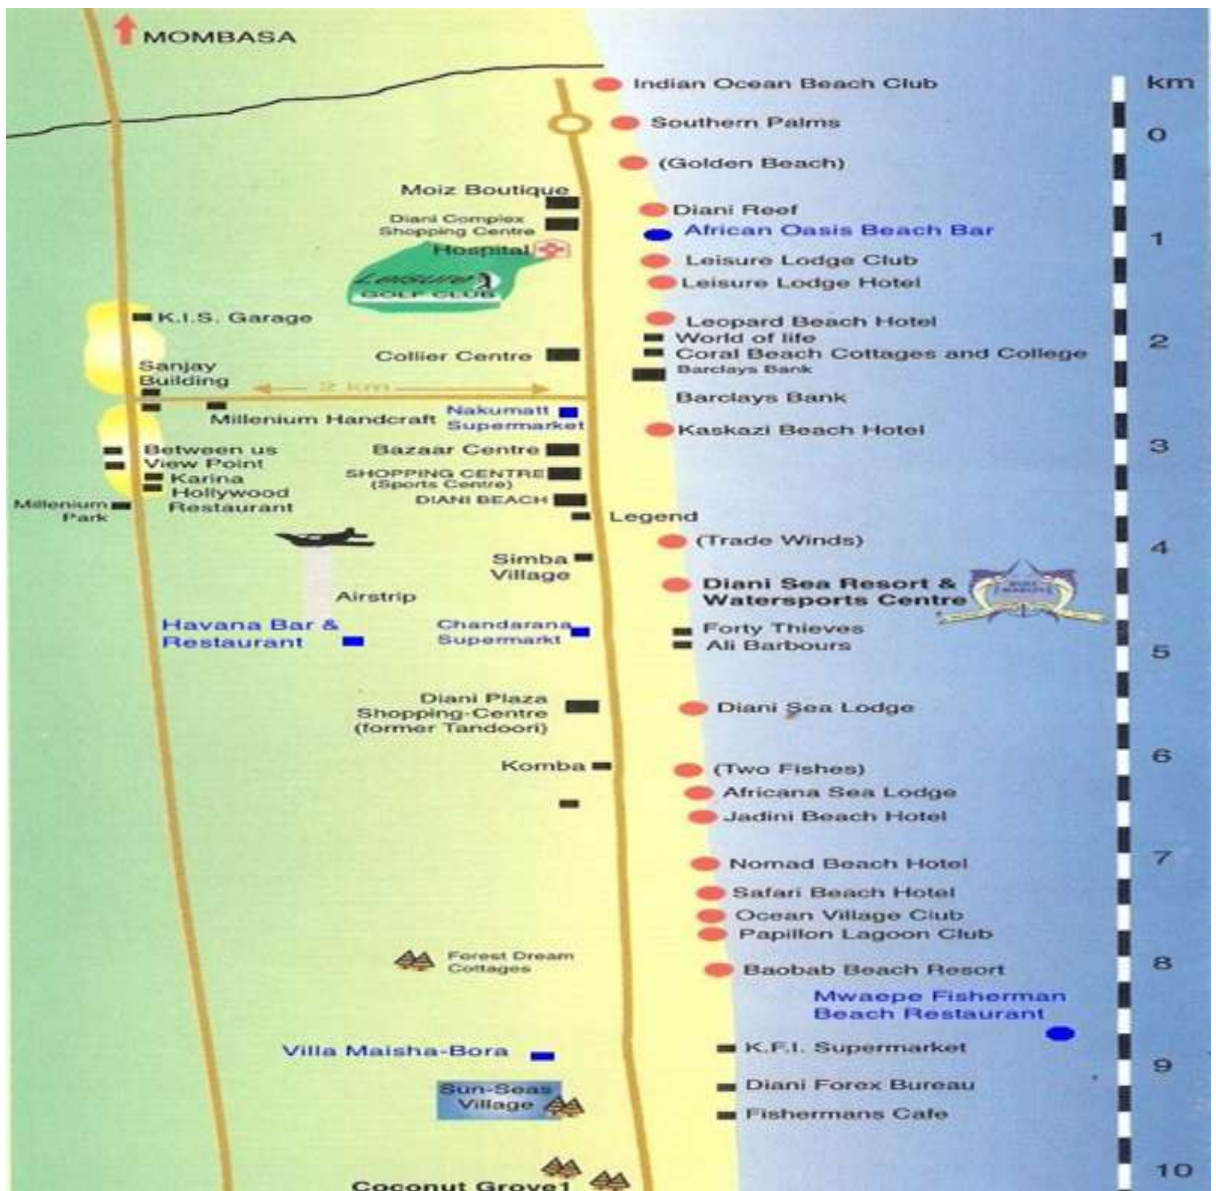 MOMBASA
km
Indian Ocean Beach Club
Southern Palms
0
(Golden Beach)
Moiz Boutique
Diani Reef
Diani Complex
Shopping Centre
African Oasis Beach Bar
1
Hospital
Leisure Lodge Club
Leisure
GOLF CLUB
Leisure Lodge Hotel
K.I.S. Garage
Leopard Beach Hotel
World of life
2
Collier Centre
Coral Beach Cottages and College
Barclays Bank
Sanjay
Building
2 km
Barclays Bank
Millenium Handcraft
Nakumatt
Supermarket
Kaskazi Beach Hotel
3
Between us
View Point
Karina
Hollywood
Restaurant
Bazaar Centre
SHOPPING CENTRE
(Sports Centre)
DIANI BEACH
Millenium
Park
Legend
(Trade Winds)
4
Simba
Village
Airstrip
Diani Sea Resort &
Watersports Centre
Havana Bar &
Restaurant
Chandarana
Supermarkt
Forty Thieves
Ali Barbours
5
Diani Plaza
Shopping-Centre
(former Tandoori)
Diani Sea Lodge
6
Komba
(Two Fishes)
Africana Sea Lodge
Jadini Beach Hotel
7
Nomad Beach Hotel
Safari Beach Hotel
Ocean Village Club
Papillon Lagoon Club
8
Forest Dream
Cottages
Baobab Beach Resort
Mwaepe Fisherman
Beach Restaurant
Villa Maisha-Bora
K.F.I. Supermarket
9
Sun-Seas
Village
Diani Forex Bureau
Fishermans Cafe
10
Coconut Grove1